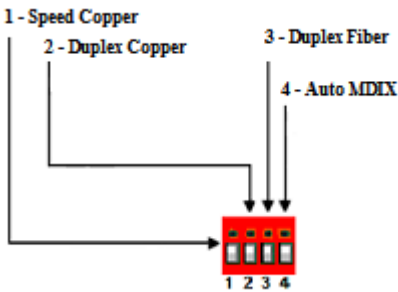 1 - Speed Copper
2 - Duplex Copper
3 - Duplex Fiber
4 - Auto MDIX
1 2 3 4